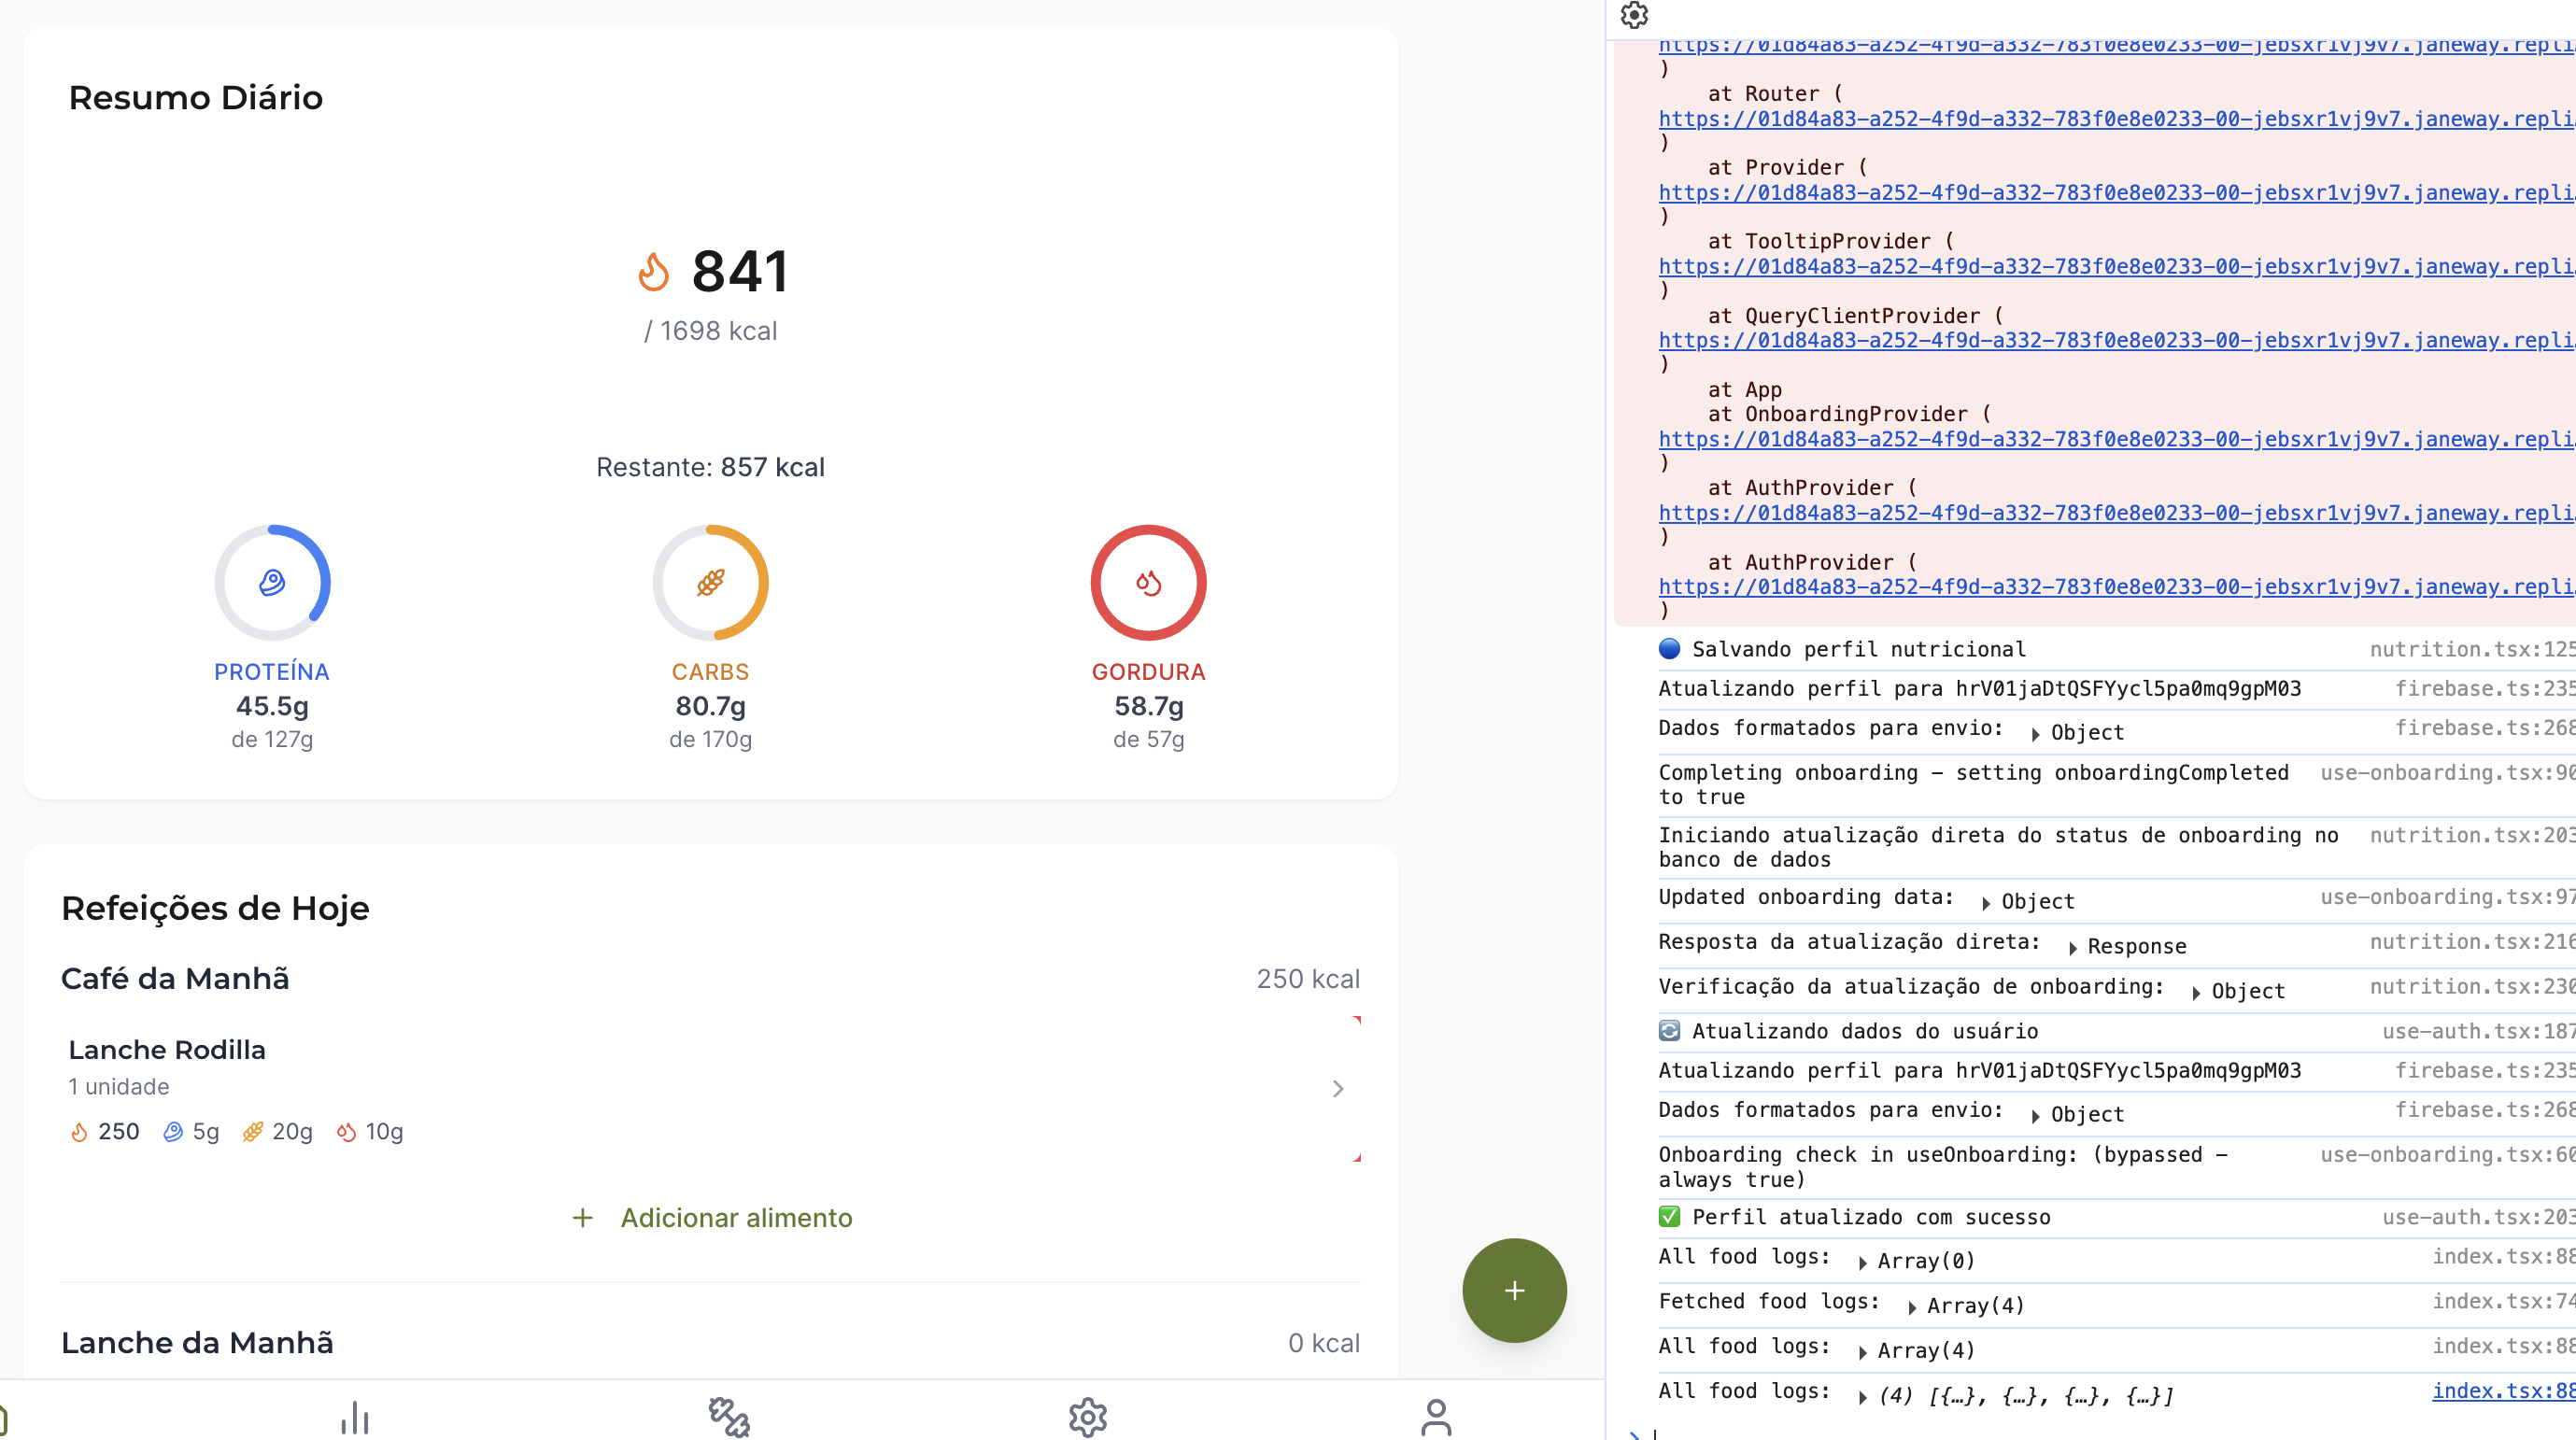 Resumo Diário
841
/ 1698 kcal
Restante: 857 kcal
PROTEÍNA
45.5g
de 127g
CARBS
80.7g
de 170g
GORDURA
58.7g
de 57g
Refeições de Hoje
Café da Manhã
250 kcal
Lanche Rodilla
1 unidade
250 5g 20g 10g
+ Adicionar alimento
+
Lanche da Manhã
0 kcal
https://01d84a83-a252-4f9d-a332-783f0e8e0233-00-jebsxr1vj9v7.janeway.repli
)
at Router (
https://01d84a83-a252-4f9d-a332-783f0e8e0233-00-jebsxr1vj9v7.janeway.repli
)
at Provider (
https://01d84a83-a252-4f9d-a332-783f0e8e0233-00-jebsxr1vj9v7.janeway.repli
)
at TooltipProvider (
https://01d84a83-a252-4f9d-a332-783f0e8e0233-00-jebsxr1vj9v7.janeway.repli
)
at QueryClientProvider (
https://01d84a83-a252-4f9d-a332-783f0e8e0233-00-jebsxr1vj9v7.janeway.repli
)
at App
at OnboardingProvider (
https://01d84a83-a252-4f9d-a332-783f0e8e0233-00-jebsxr1vj9v7.janeway.repli
)
at AuthProvider (
https://01d84a83-a252-4f9d-a332-783f0e8e0233-00-jebsxr1vj9v7.janeway.repli
)
at AuthProvider (
https://01d84a83-a252-4f9d-a332-783f0e8e0233-00-jebsxr1vj9v7.janeway.repli
)
🔵 Salvando perfil nutricional nutrition.tsx:125
Atualizando perfil para hrV01jaDtQSFYycl5pa0mq9gpM03 firebase.ts:235
Dados formatados para envio: ▶ Object firebase.ts:268
Completing onboarding – setting onboardingCompleted use-onboarding.tsx:90
to true
Iniciando atualização direta do status de onboarding no nutrition.tsx:203
banco de dados
Updated onboarding data: ▶ Object use-onboarding.tsx:97
Resposta da atualização direta: ▶ Response nutrition.tsx:216
Verificação da atualização de onboarding: ▶ Object nutrition.tsx:230
🔄 Atualizando dados do usuário use-auth.tsx:187
Atualizando perfil para hrV01jaDtQSFYycl5pa0mq9gpM03 firebase.ts:235
Dados formatados para envio: ▶ Object firebase.ts:268
Onboarding check in useOnboarding: (bypassed – use-onboarding.tsx:60
always true)
✅ Perfil atualizado com sucesso use-auth.tsx:203
All food logs: ▶ Array(0) index.tsx:88
Fetched food logs: ▶ Array(4) index.tsx:74
All food logs: ▶ Array(4) index.tsx:88
All food logs: ▶ (4) [{…}, {…}, {…}, {…}] index.tsx:88